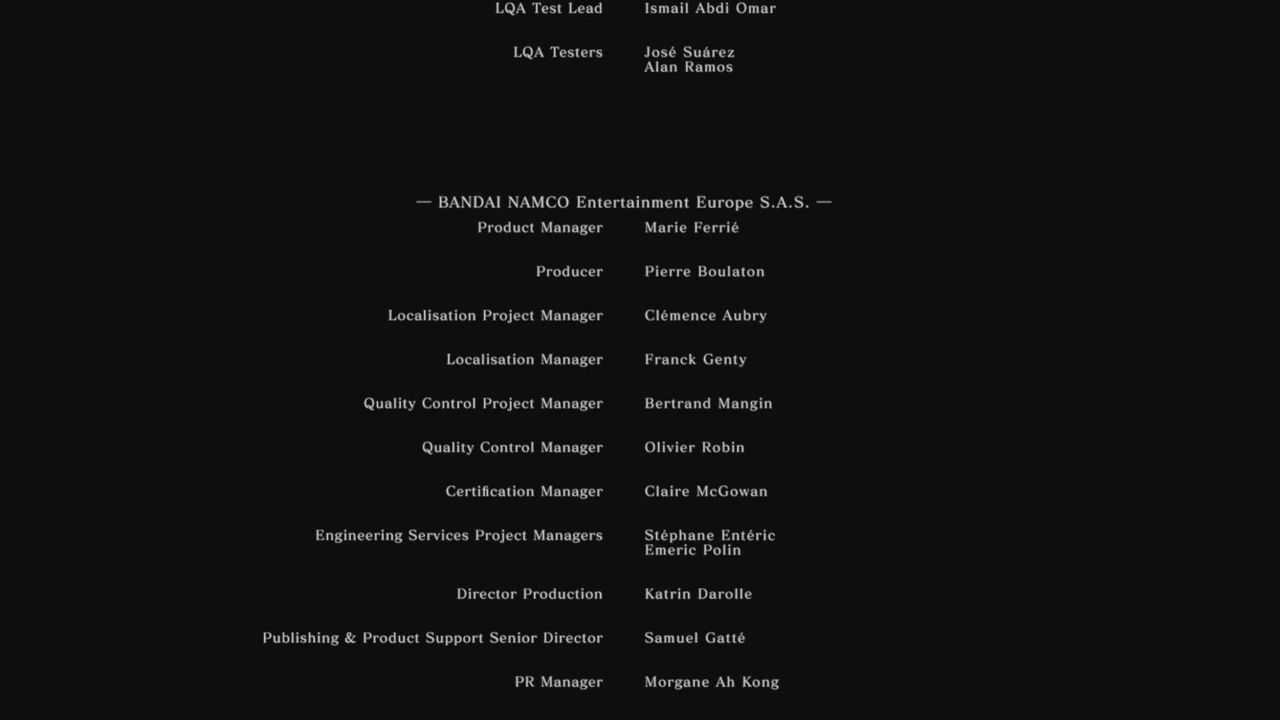 LQA Test Lead Ismail Abdi Omar
LQA Testers José Suárez
Alan Ramos
— BANDAI NAMCO Entertainment Europe S.A.S. —
Product Manager Marie Ferrié
Producer Pierre Boulaton
Localisation Project Manager Clémence Aubry
Localisation Manager Franck Genty
Quality Control Project Manager Bertrand Mangin
Quality Control Manager Olivier Robin
Certification Manager Claire McGowan
Engineering Services Project Managers Stéphane Entéric
Emeric Polin
Director Production Katrin Darolle
Publishing & Product Support Senior Director Samuel Gatté
PR Manager Morgane Ah Kong